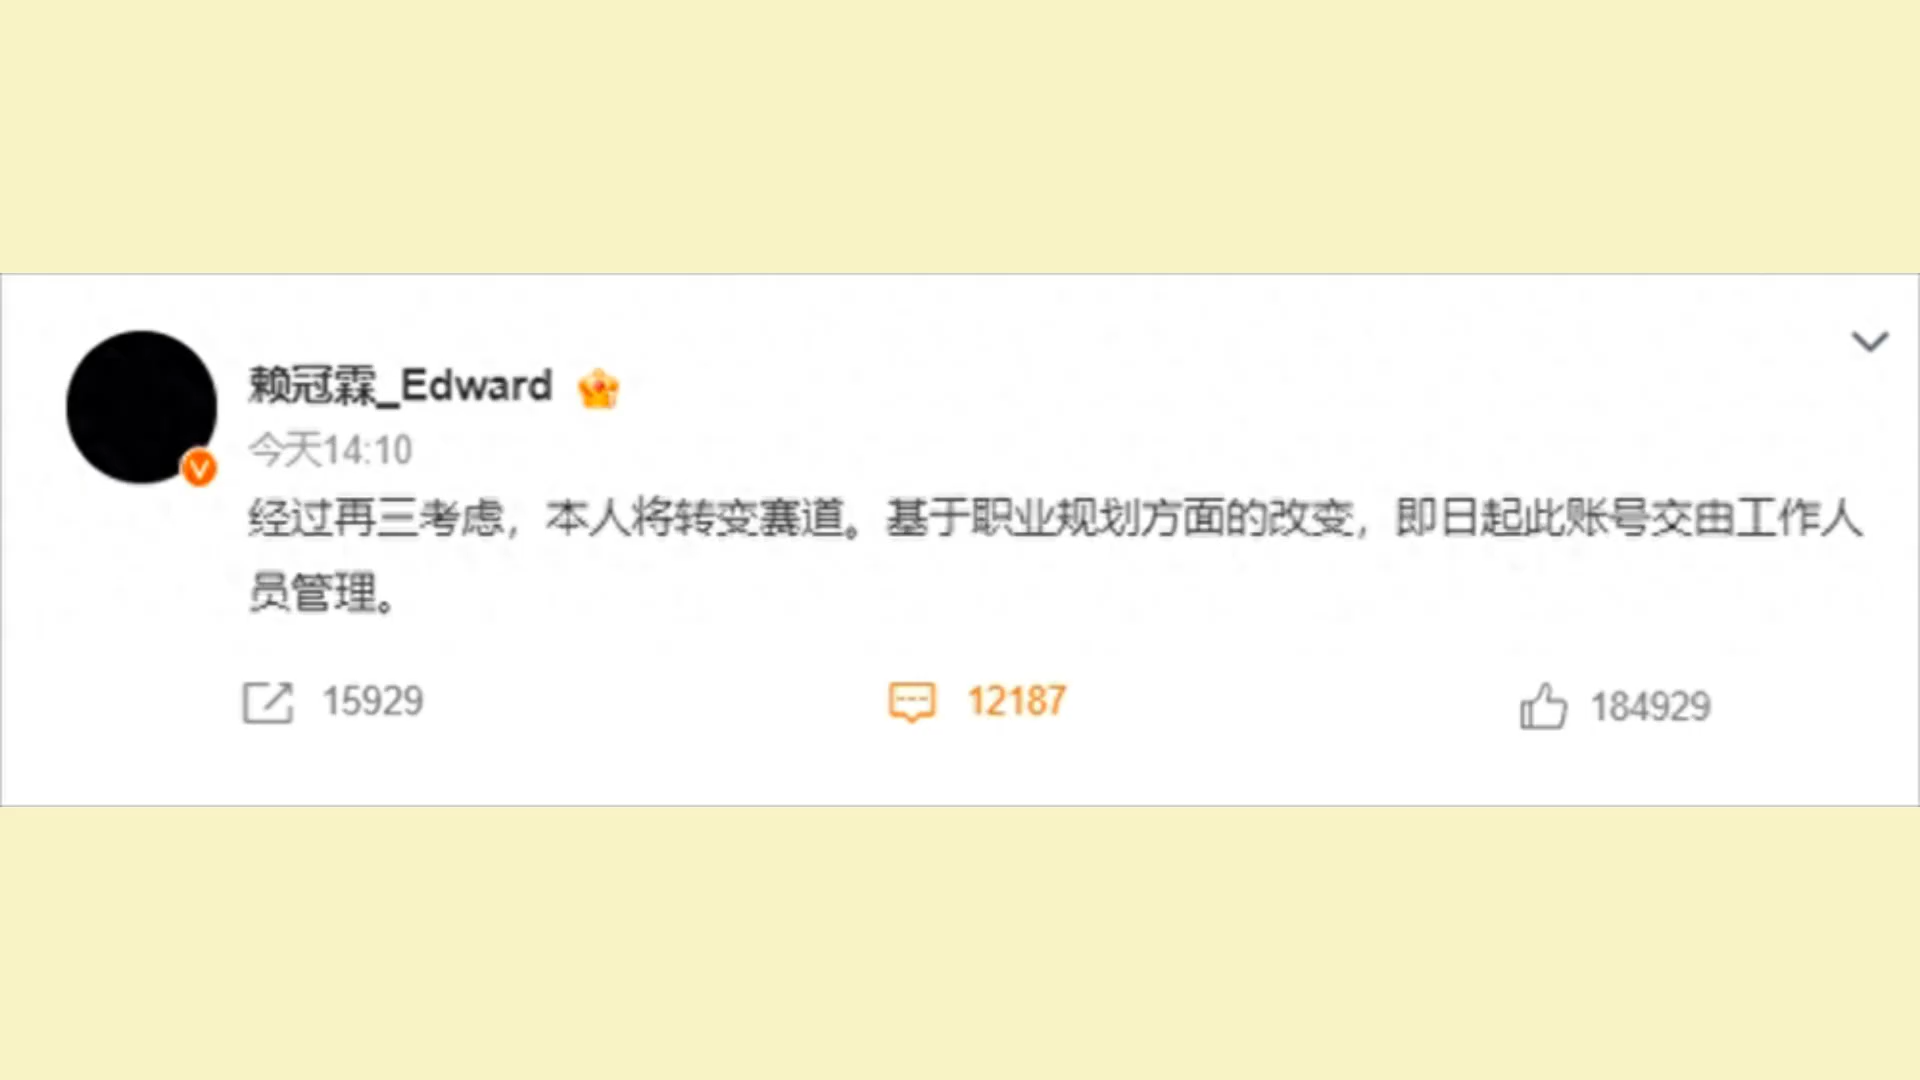 赖冠霖_Edward
今天14:10
经过再三考虑，本人将转变赛道。基于职业规划方面的改变，即日起此账号交由工作人
员管理。
15929
12187
184929